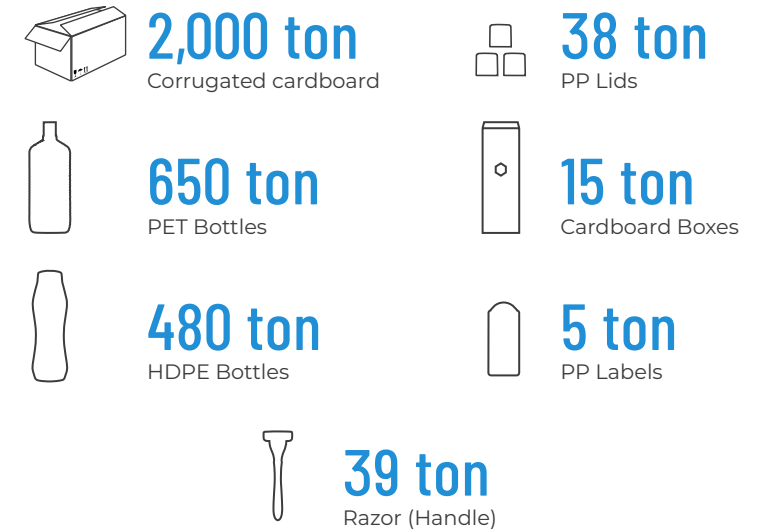 2,000 ton
Corrugated cardboard
38 ton
PP Lids
650 ton
PET Bottles
15 ton
Cardboard Boxes
480 ton
HDPE Bottles
5 ton
PP Labels
39 ton
Razor (Handle)